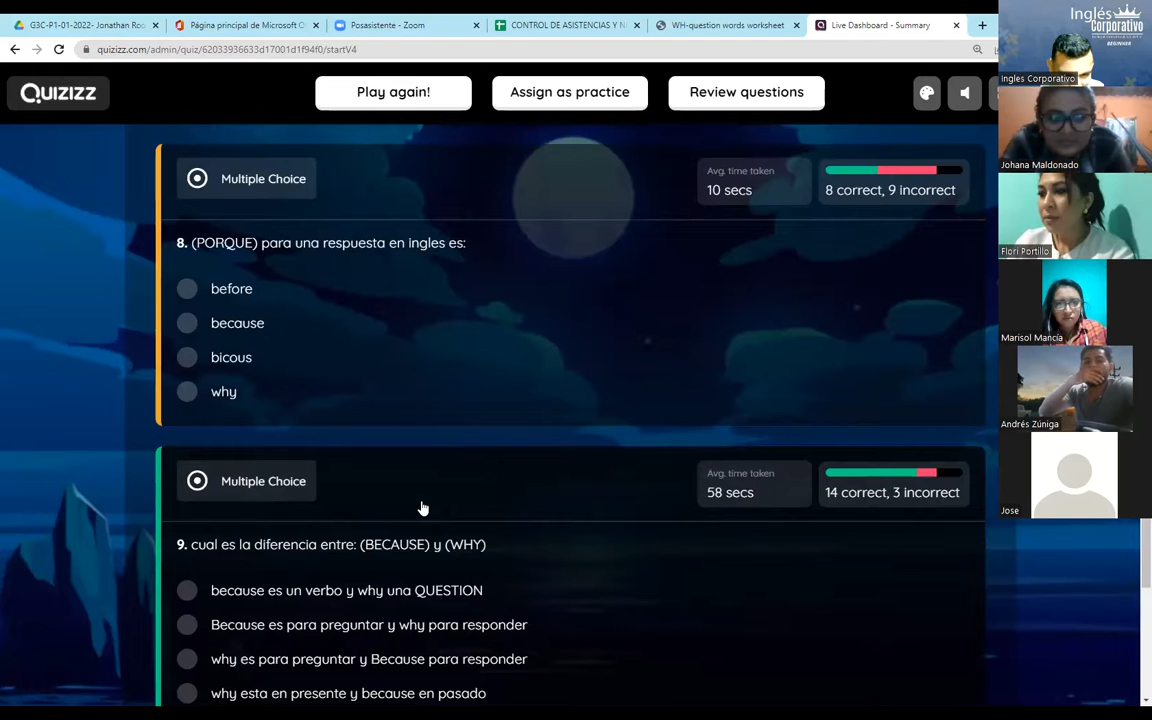 G3C-P1-01-2022- Jonathan Roo
Página principal de Microsoft O
Posasistente - Zoom
CONTROL DE ASISTENCIAS Y N
WH-question words worksheet
Live Dashboard - Summary
quizizz.com/admin/quiz/62033936633d17001d1f94f0/startV4
Quizizz
Play again!
Assign as practice
Review questions
Multiple Choice
Avg. time taken
10 secs
8 correct, 9 incorrect
8. (PORQUE) para una respuesta en ingles es:
before
because
bicous
why
Multiple Choice
Avg. time taken
58 secs
14 correct, 3 incorrect
9. cual es la diferencia entre: (BECAUSE) y (WHY)
because es un verbo y why una QUESTION
Because es para preguntar y why para responder
why es para preguntar y Because para responder
why esta en presente y because en pasado
Inglés
Corporativo
BEGINNER
Ingles Corporativo
Johana Maldonado
Flori Portillo
Marisol Mancía
Andrés Zúniga
Jose